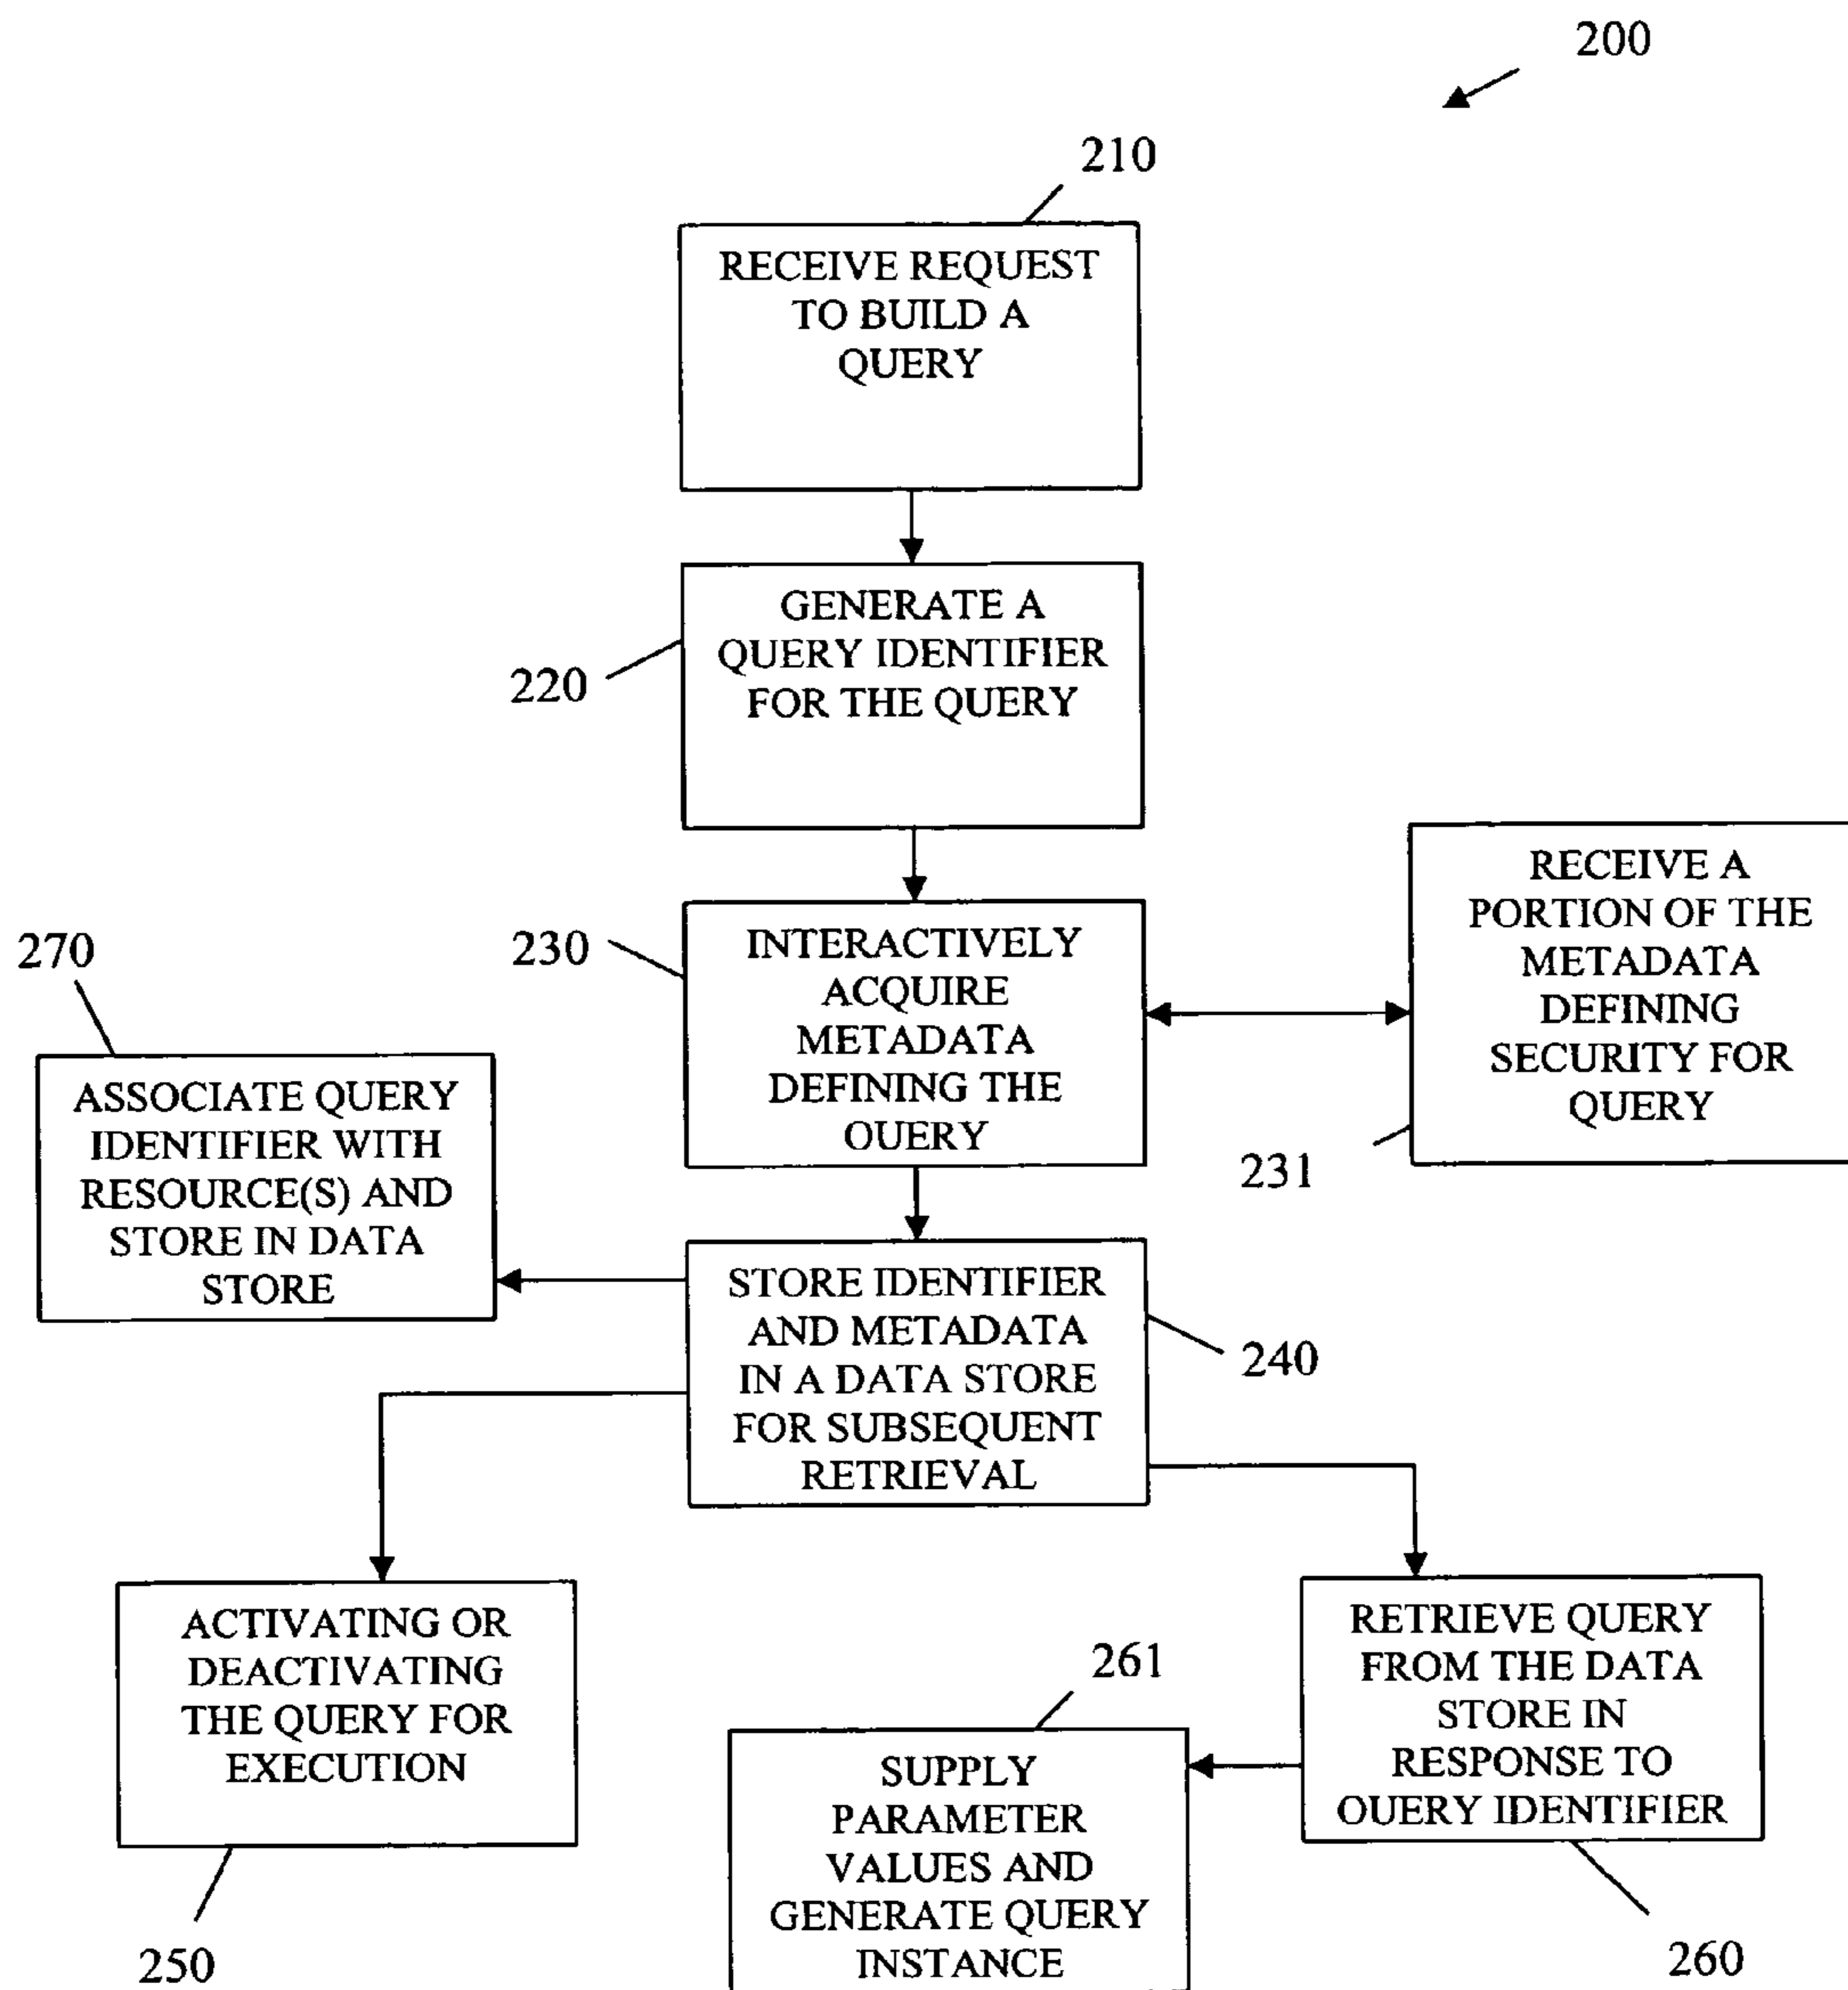 200
210
RECEIVE REQUEST
TO BUILD A
QUERY
GENERATE A
QUERY IDENTIFIER
FOR THE QUERY
220
230
INTERACTIVELY
ACQUIRE
METADATA
DEFINING THE
QUERY
RECEIVE A
PORTION OF THE
METADATA
DEFINING
SECURITY FOR
QUERY
231
270
ASSOCIATE QUERY
IDENTIFIER WITH
RESOURCE(S) AND
STORE IN DATA
STORE
STORE IDENTIFIER
AND METADATA
IN A DATA STORE
FOR SUBSEQUENT
RETRIEVAL
240
ACTIVATING OR
DEACTIVATING
THE QUERY FOR
EXECUTION
250
261
SUPPLY
PARAMETER
VALUES AND
GENERATE QUERY
INSTANCE
RETRIEVE QUERY
FROM THE DATA
STORE IN
RESPONSE TO
QUERY IDENTIFIER
260